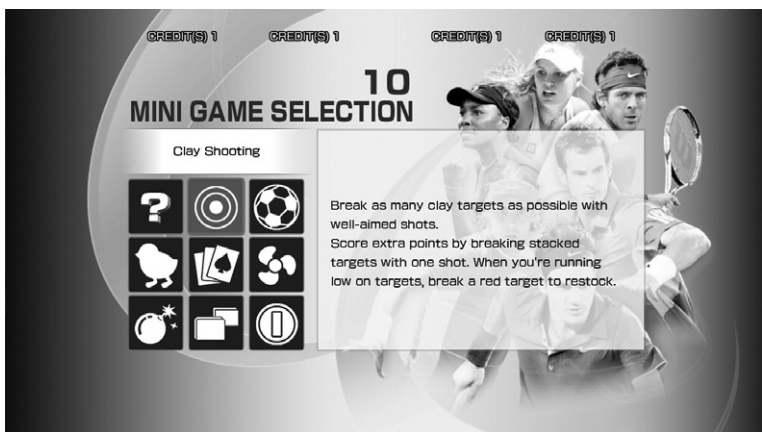 CREDIT(S) 1 CREDIT(S) 1 CREDIT(S) 1 CREDIT(S) 1
10
MINI GAME SELECTION
Clay Shooting
?
Break as many clay targets as possible with
well-aimed shots.
Score extra points by breaking stacked
targets with one shot. When you're running
low on targets, break a red target to restock.